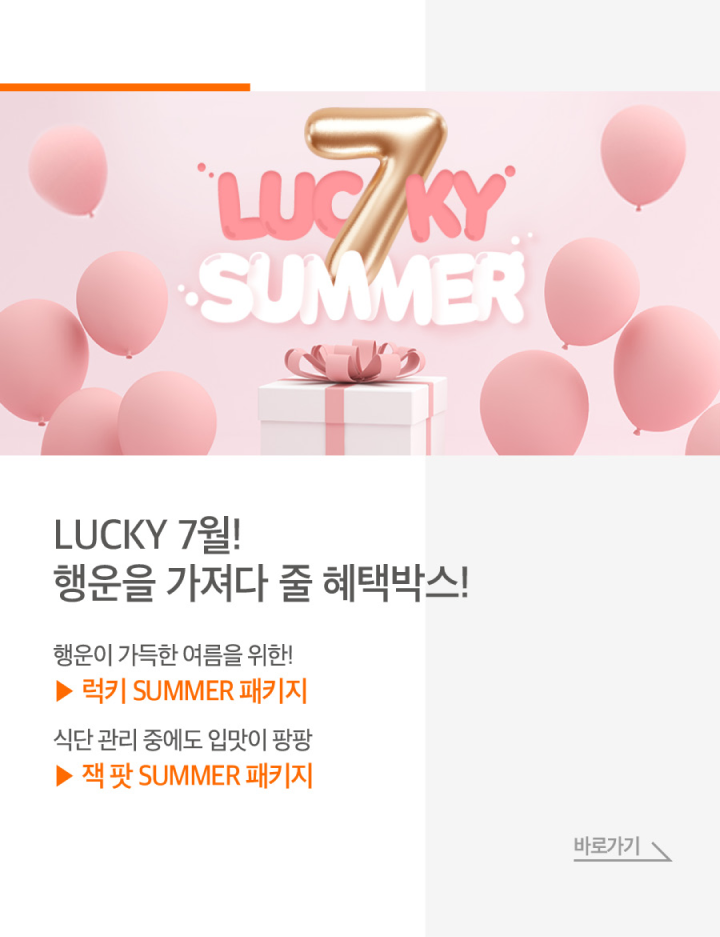 LUC7KY
SUMMER
LUCKY 7월!
행운을 가져다 줄 혜택박스!
행운이 가득한 여름을 위한!
▶ 럭키 SUMMER 패키지
식단 관리 중에도 입맛이 팡팡
▶ 잭 팟 SUMMER 패키지
바로가기